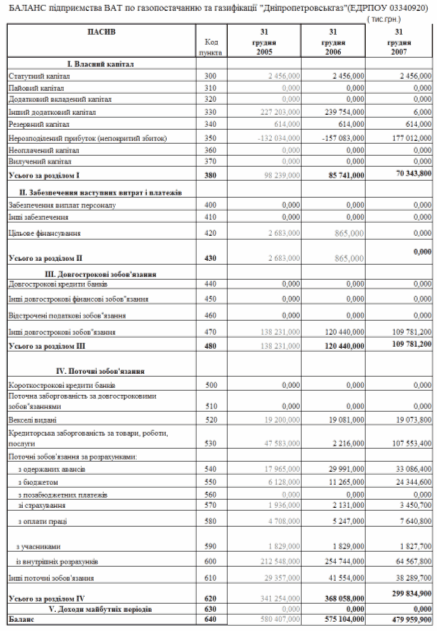 БАЛАНС підприємства ВАТ по газопостачанню та газифікації "Дніпропетровськгаз"(ЕДРПОУ 03340920)
( тис.грн.)
ПАСИВ Код пункта 31 грудня 2005 31 грудня 2006 31 грудня 2007
I. Власний капітал
Статутний капітал 300 2 456,000 2 456,000 2 456,000
Пайовий капітал 310 0,000 0,000 0,000
Додатковий вкладений капітал 320 0,000 0,000 0,000
Інший додатковий капітал 330 227 203,000 239 754,000 6,000
Резервний капітал 340 614,000 614,000 614,000
Нерозподілений прибуток (непокритий збиток) 350 -132 034,000 -157 083,000 177 012,000
Неоплачений капітал 360 0,000 0,000 0,000
Вилучений капітал 370 0,000 0,000 0,000
Усього за розділом I 380 98 239,000 85 741,000 70 343,800
II. Забезпечення наступних витрат і платежів
Забезпечення виплат персоналу 400 0,000 0,000 0,000
Інші забезпечення 410 0,000 0,000 0,000
Цільове фінансування 420 2 683,000 865,000 0,000
Усього за розділом II 430 2 683,000 865,000 0,000
III. Довгострокові зобов'язання
Довгострокові кредити банків 440 0,000 0,000 0,000
Інші довгострокові фінансові зобов'язання 450 0,000 0,000 0,000
Відстрочені податкові зобов'язання 460 0,000 0,000 0,000
Інші довгострокові зобов'язання 470 138 231,000 120 440,000 109 781,200
Усього за розділом III 480 138 231,000 120 440,000 109 781,200
IV. Поточні зобов'язання
Короткострокові кредити банків 500 0,000 0,000 0,000
Поточна заборгованість за довгостроковими
зобов'язаннями 510 0,000 0,000 0,000
Векселі видані 520 19 200,000 19 081,000 19 073,800
Кредиторська заборгованість за товари, роботи,
послуги 530 47 583,000 2 216,000 107 553,400
Поточні зобов'язання за розрахунками:
з одержаних авансів 540 17 965,000 29 991,000 33 086,400
з бюджетом 550 6 128,000 11 265,000 24 344,600
з позабюджетних платежів 560 0,000 0,000 0,000
зі страхування 570 1 936,000 2 131,000 3 450,700
з оплати праці 580 4 708,000 5 247,000 7 640,800
з учасниками 590 1 829,000 1 829,000 1 827,700
із внутрішніх розрахунків 600 212 548,000 254 744,000 64 567,800
Інші поточні зобов'язання 610 29 357,000 41 554,000 38 289,700
Усього за розділом IV 620 341 254,000 368 058,000 299 834,900
V. Доходи майбутніх періодів 630 0,000 0,000 0,000
Баланс 640 580 407,000 575 104,000 479 959,900